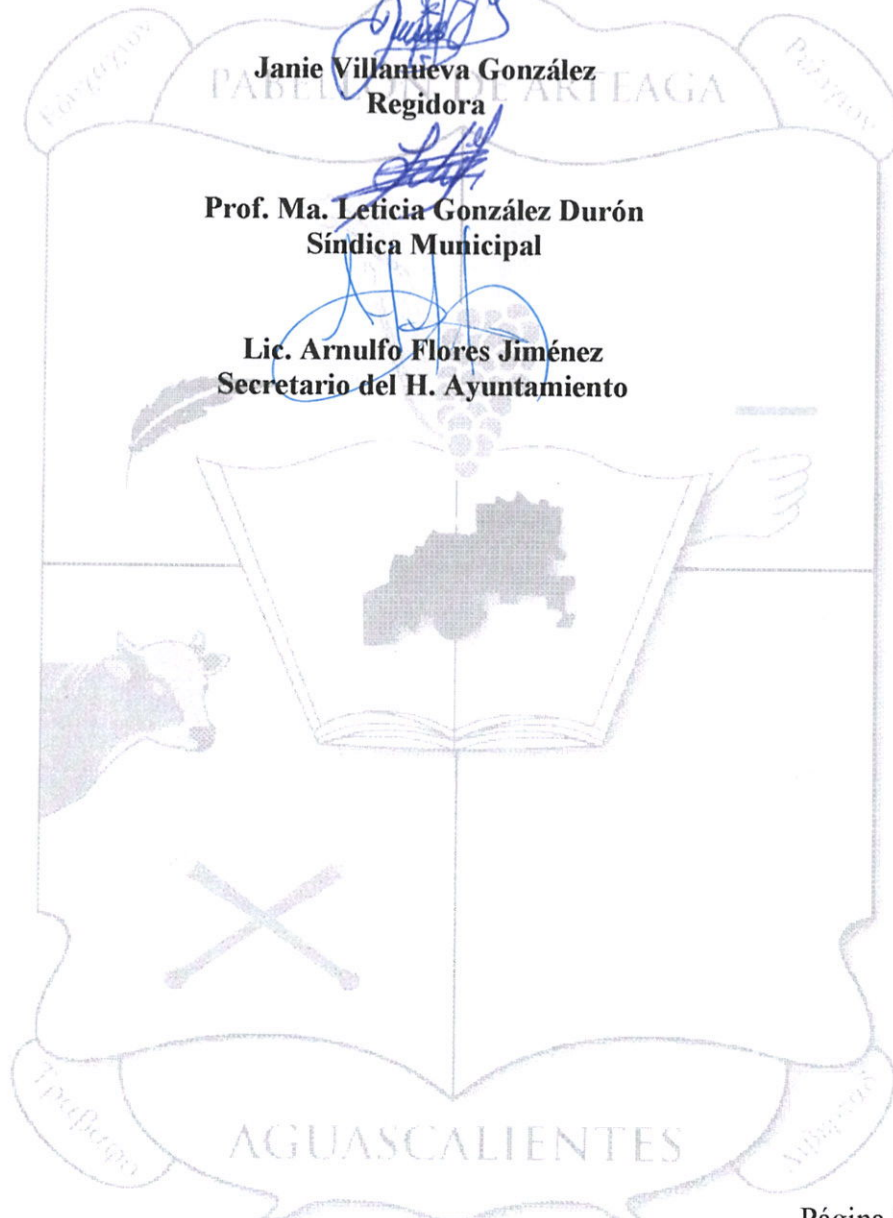 PABELLÓN DE ARTEAGA
Janie Villanueva González
Regidora
Prof. Ma. Leticia González Durón
Síndica Municipal
Lic. Arnulfo Flores Jiménez
Secretario del H. Ayuntamiento
AGUASCALIENTES
Página